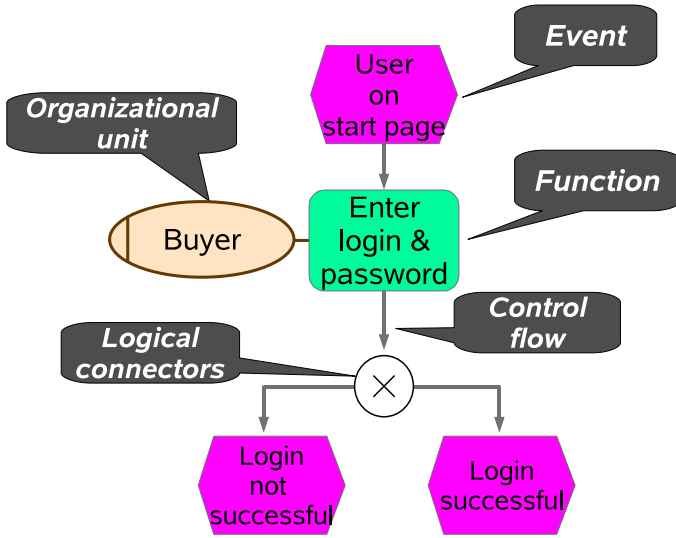 Event
User
on
start page
Organizational
unit
Function
Enter
login &
password
Buyer
Control
flow
Logical
connectors
Login
not
successful
Login
successful